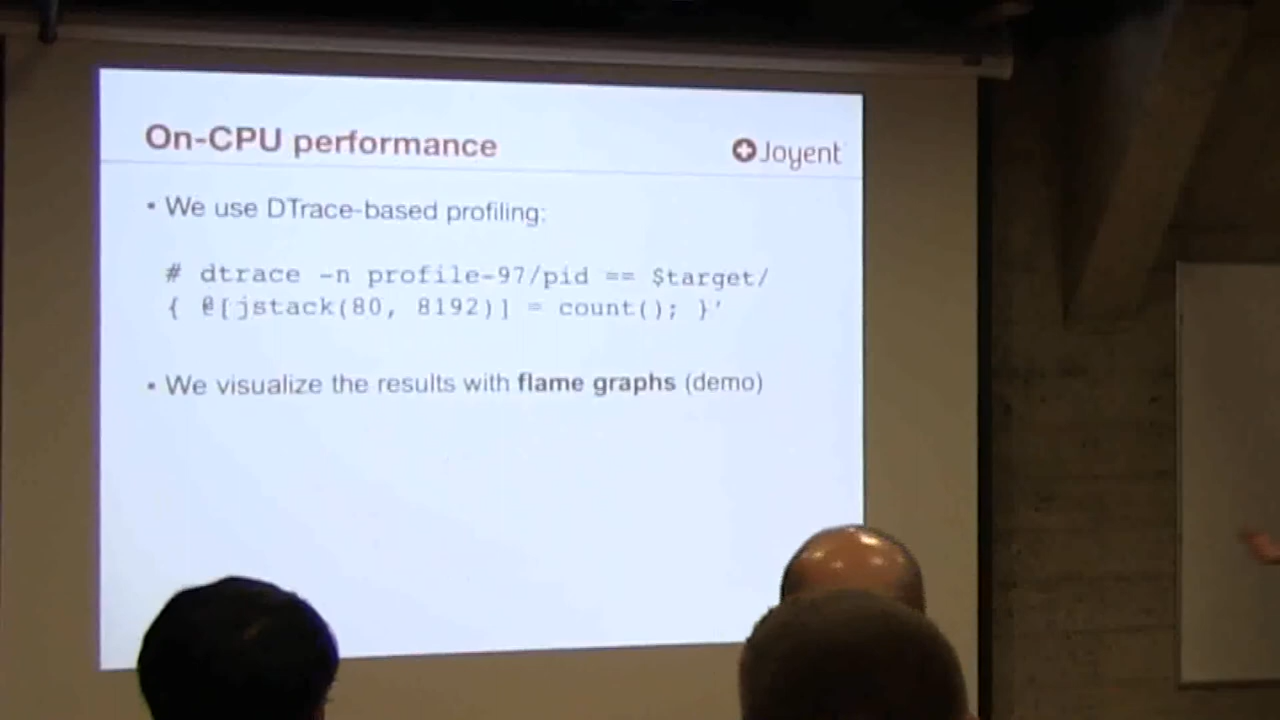 On-CPU performance
Joyent
▪ We use DTrace-based profiling:
# dtrace -n profile-97/pid == $target/
{ @[jstack(80, 8192)] = count(); }'
▪ We visualize the results with flame graphs (demo)